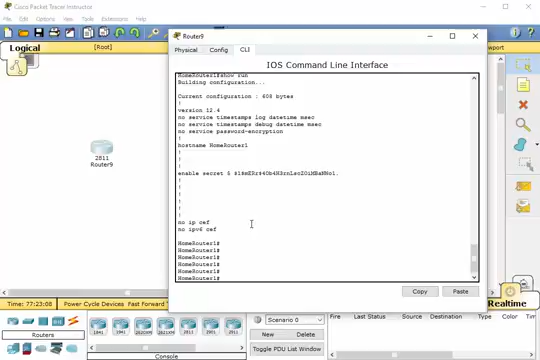 Cisco Packet Tracer Instructor
File Edit Options View Tools Extensions Help
Logical
[Root]
Viewport
2811
Router9
Router9
Physical Config CLI
IOS Command Line Interface
HomeRouter1#show run
Building configuration...
Current configuration : 608 bytes
!
version 12.4
no service timestamps log datetime msec
no service timestamps debug datetime msec
no service password-encryption
!
hostname HomeRouter1
!
!
!
enable secret 5
!
!
!
!
!
!
no ip cef
no ipv6 cef
HomeRouter1#
HomeRouter1#
HomeRouter1#
HomeRouter1#
HomeRouter1#
HomeRouter1#
Copy Paste
Time: 77:23:08 Power Cycle Devices Fast Forward
Realtime
Routers
1841 1941 2620XM 2621XM 2811 2901 2911
Console
Scenario 0
New Delete
Toggle PDU List Window
Fire Last Status Source Destination Type Color